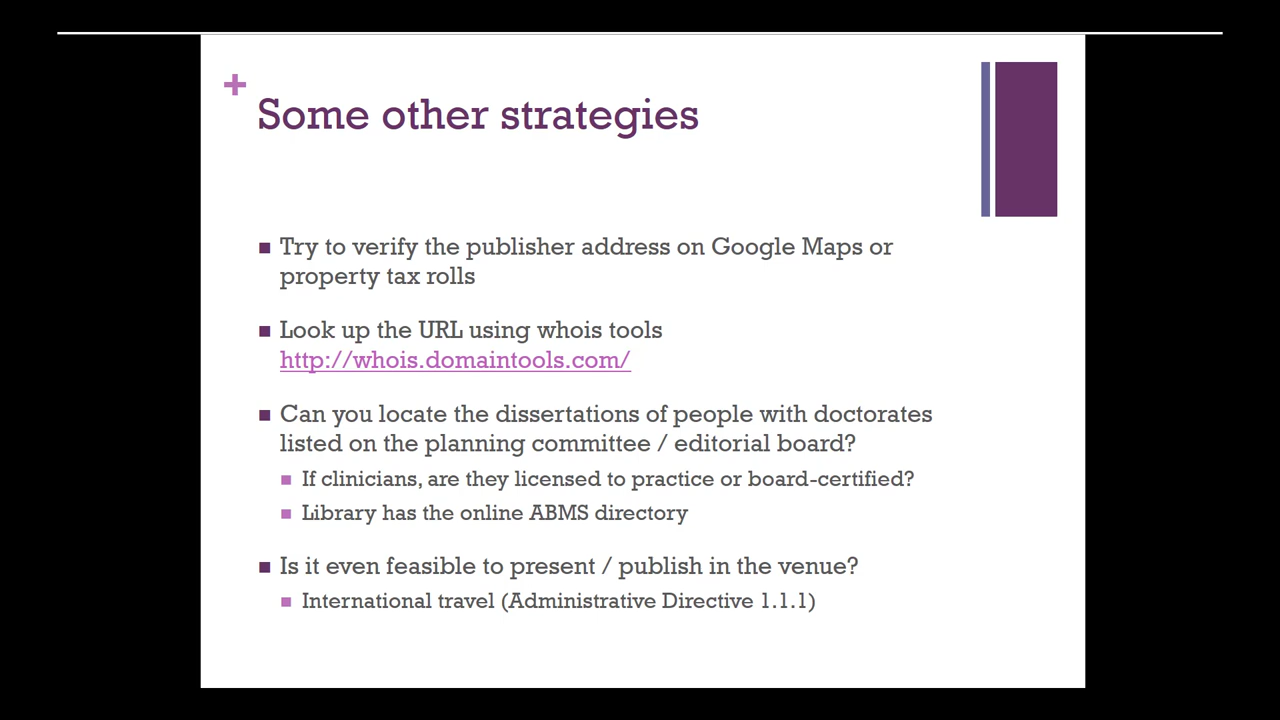 +
Some other strategies
Try to verify the publisher address on Google Maps or
property tax rolls
Look up the URL using whois tools
http://whois.domaintools.com/
Can you locate the dissertations of people with doctorates
listed on the planning committee / editorial board?
If clinicians, are they licensed to practice or board-certified?
Library has the online ABMS directory
Is it even feasible to present / publish in the venue?
International travel (Administrative Directive 1.1.1)